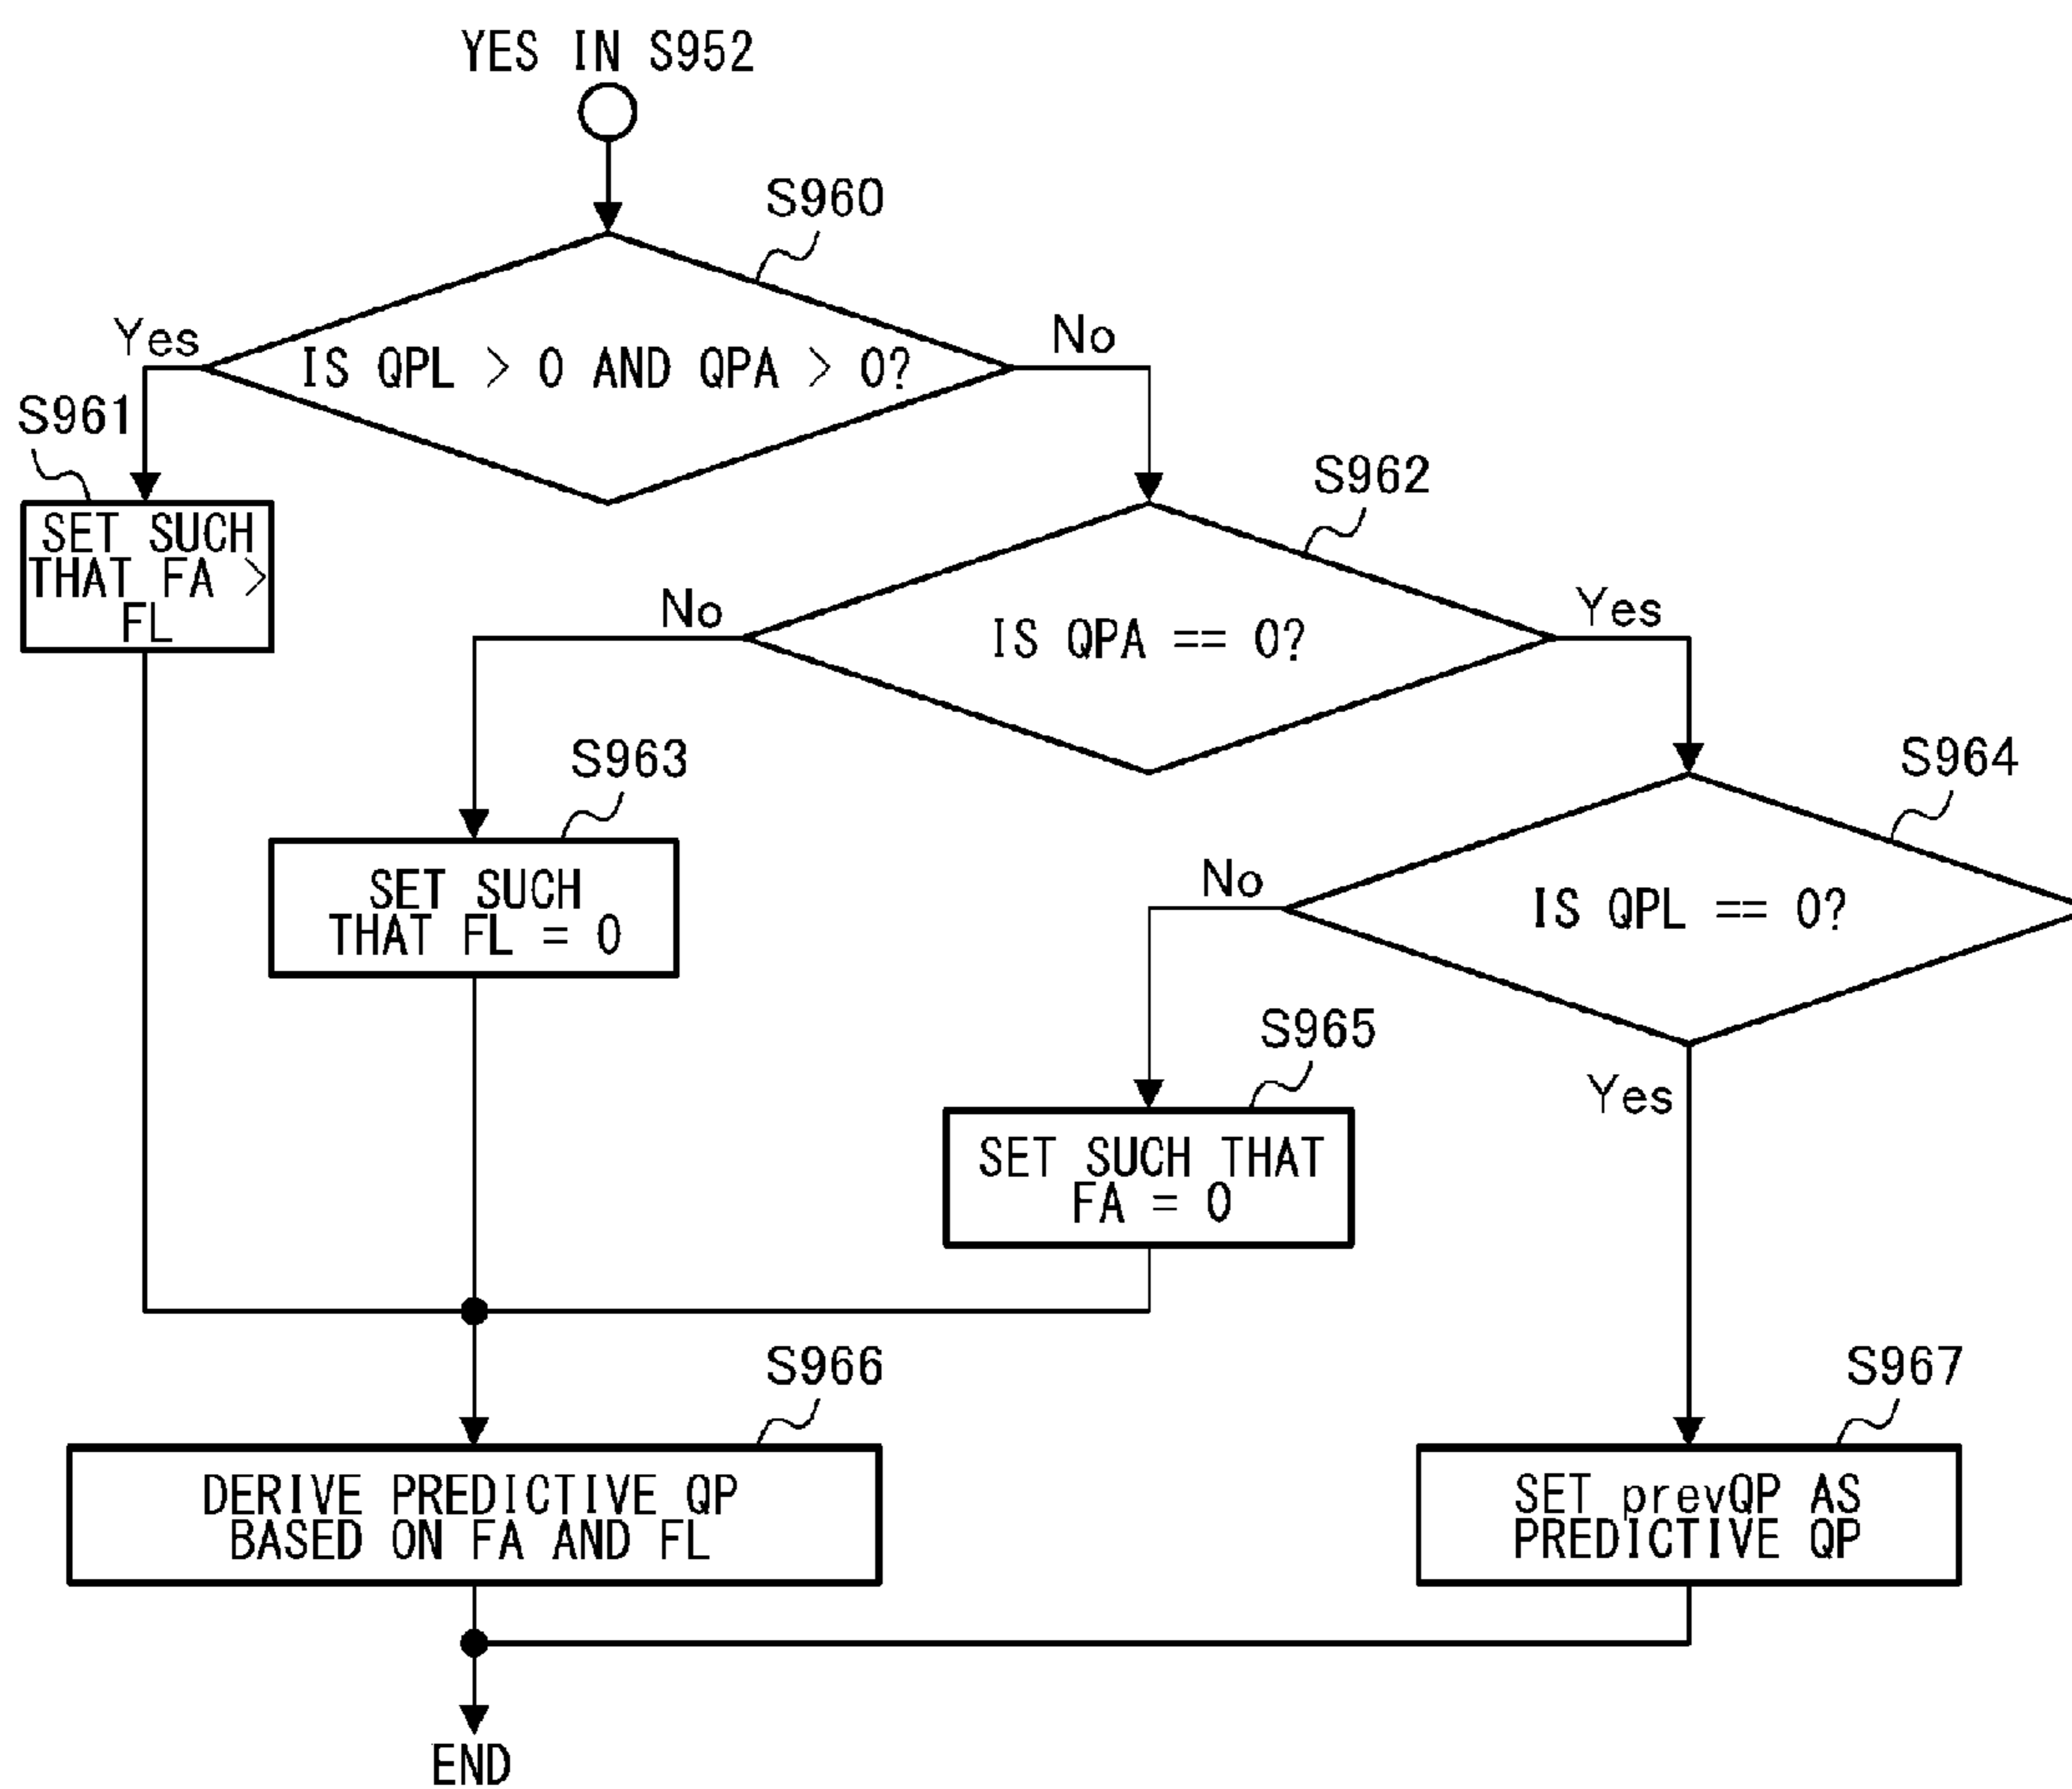 YES IN S952
S960
Yes
IS QPL > 0 AND QPA > 0?
No
S961
SET SUCH
THAT FA >
FL
S962
No
IS QPA == 0?
Yes
S963
SET SUCH
THAT FL = 0
S964
No
IS QPL == 0?
S965
Yes
SET SUCH THAT
FA = 0
S966
S967
DERIVE PREDICTIVE QP
BASED ON FA AND FL
SET prevQP AS
PREDICTIVE QP
END